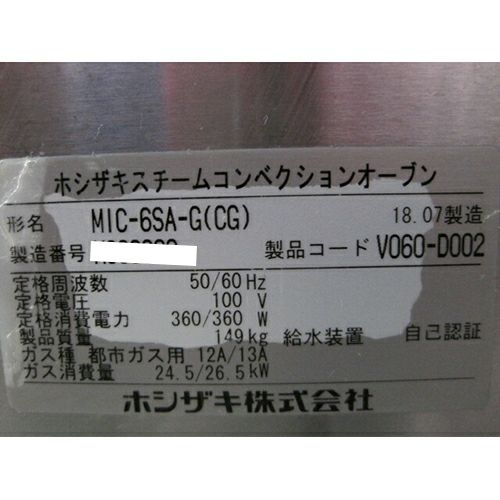 ホシザキスチームコンベクションオーブン
形名 MIC-6SA-G(CG) 18.07製造
製造番号 製品コード V060-D002
定格周波数 50/60 Hz
定格電圧 100 V
定格消費電力 360/360 W
製品質量 149kg 給水装置 自己認証
ガス種 都市ガス用 12A/13A
ガス消費量 24.5/26.5kW
ホシザキ株式会社